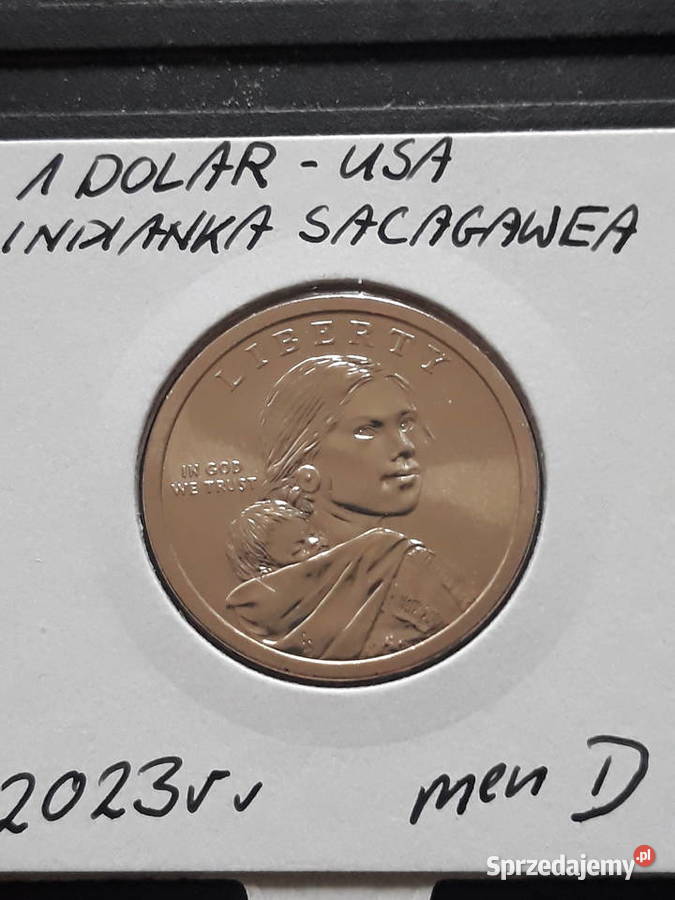 1 DOLAR - USA
INDIANKA SACAGAWEA
LIBERTY
IN GOD
WE TRUST
2023r.
men D
Sprzedajemy.pl